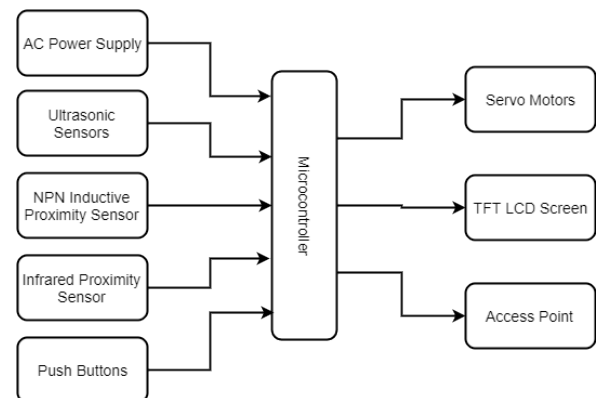 AC Power Supply
Ultrasonic
Sensors
NPN Inductive
Proximity Sensor
Infrared Proximity
Sensor
Push Buttons
Microcontroller
Servo Motors
TFT LCD Screen
Access Point